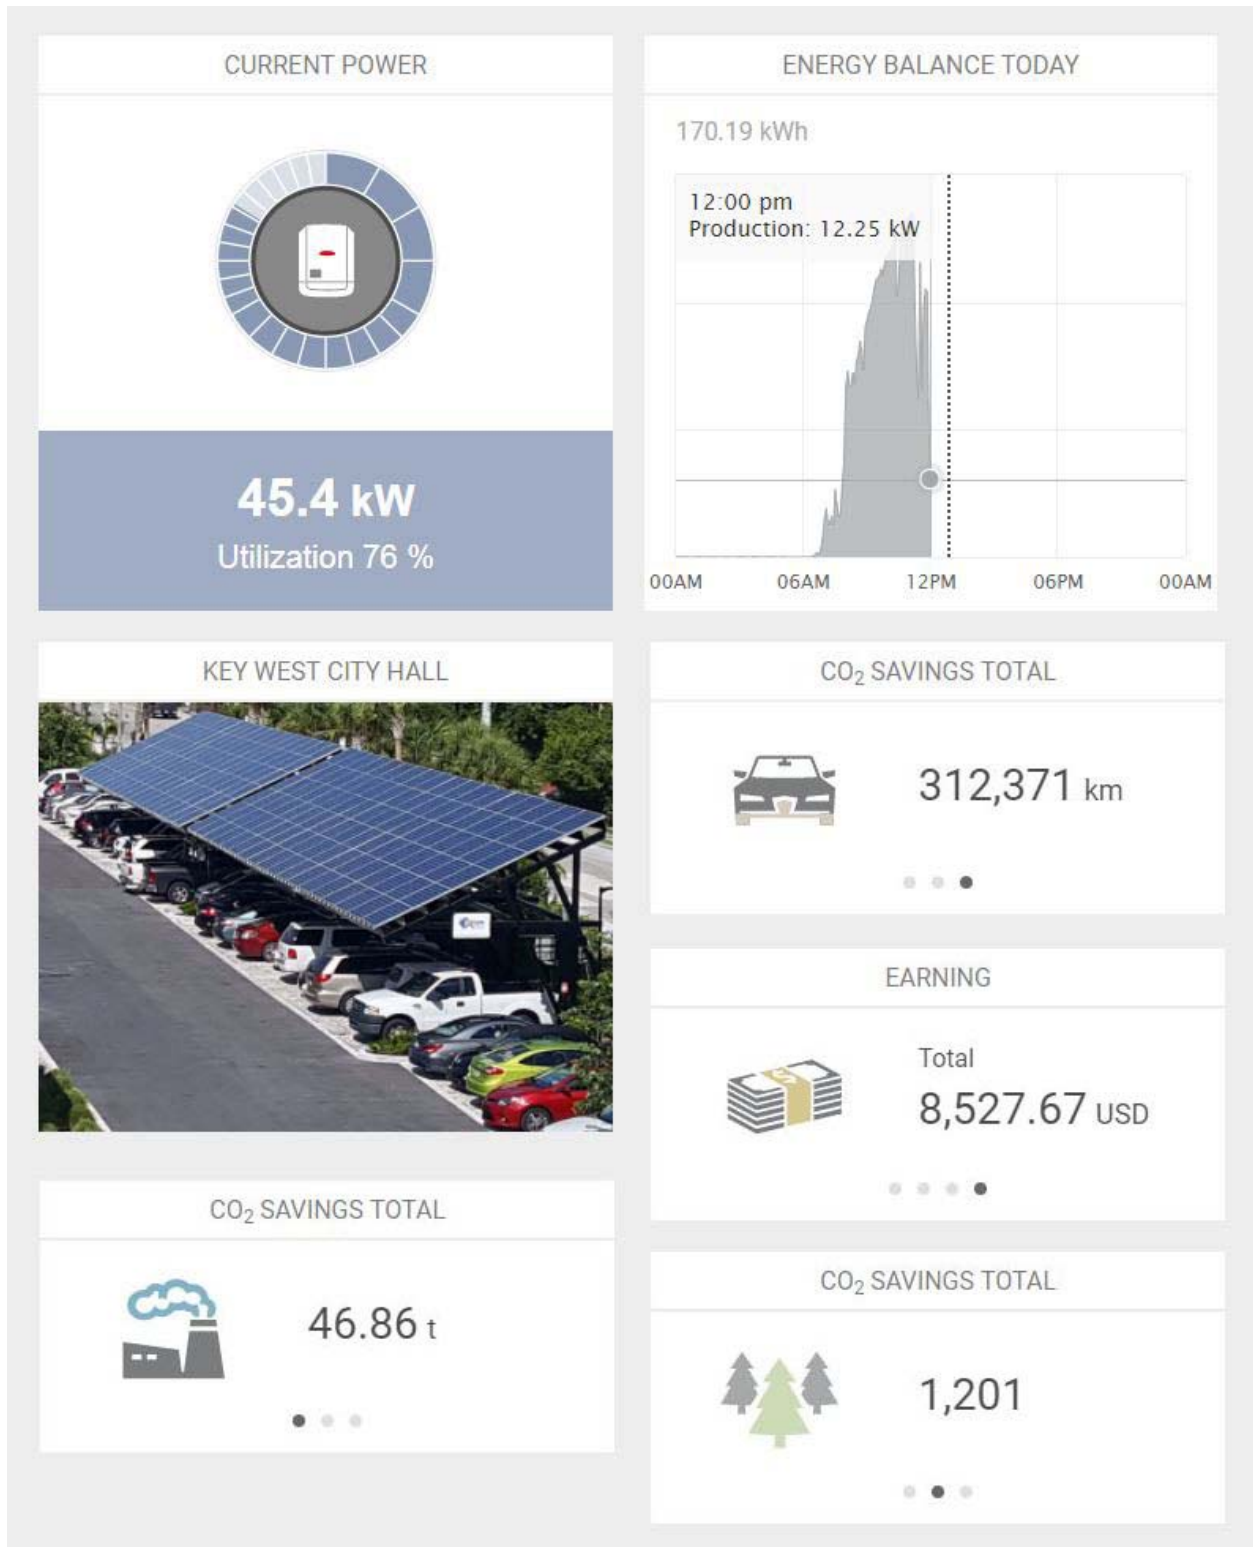 CURRENT POWER
45.4 kW
Utilization 76 %
ENERGY BALANCE TODAY
170.19 kWh
12:00 pm
Production: 12.25 kW
00AM 06AM 12PM 06PM 00AM
KEY WEST CITY HALL
CO₂ SAVINGS TOTAL
312,371 km
EARNING
Total
8,527.67 USD
CO₂ SAVINGS TOTAL
46.86 t
CO₂ SAVINGS TOTAL
1,201